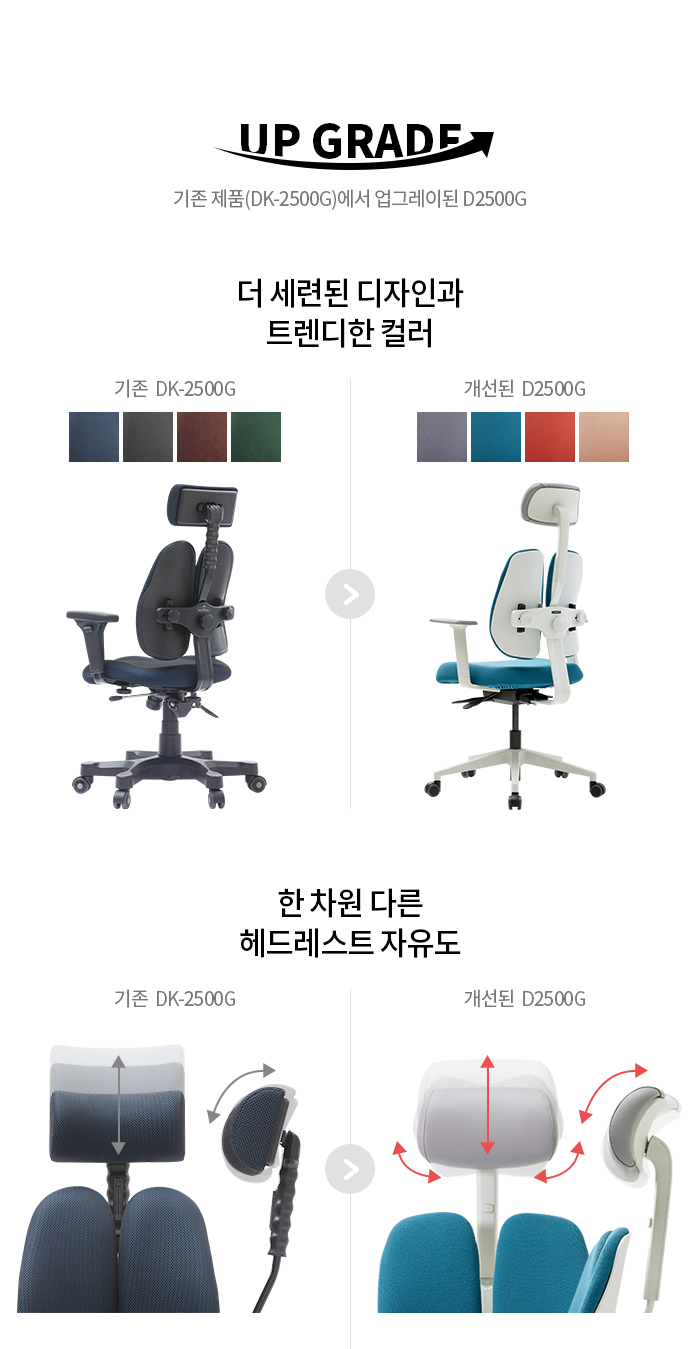 UP GRADE
기존 제품(DK-2500G)에서 업그레이된 D2500G
더 세련된 디자인과
트렌디한 컬러
기존 DK-2500G
개선된 D2500G
한 차원 다른
헤드레스트 자유도
기존 DK-2500G
개선된 D2500G